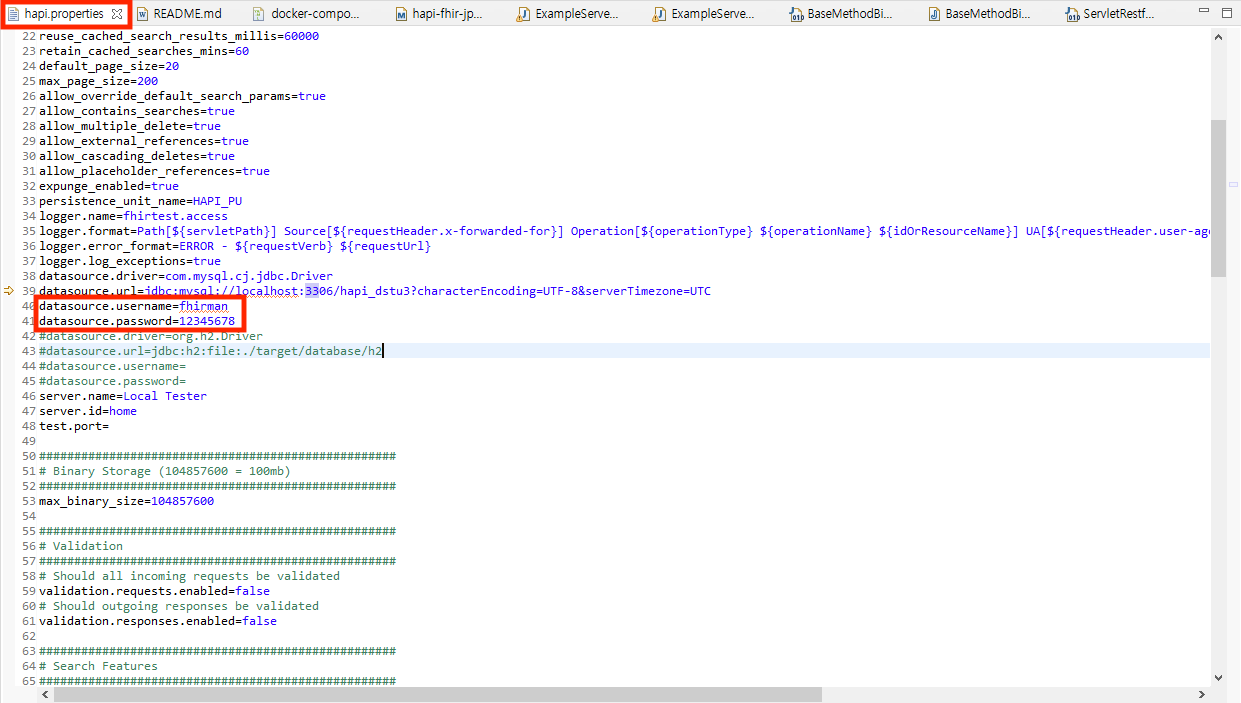 hapi.properties README.md docker-compo... hapi-fhir-jp... ExampleServe... ExampleServe... BaseMethodBi... BaseMethodBi... ServletRestf...
22 reuse_cached_search_results_millis=60000
23 retain_cached_searches_mins=60
24 default_page_size=20
25 max_page_size=200
26 allow_override_default_search_params=true
27 allow_contains_searches=true
28 allow_multiple_delete=true
29 allow_external_references=true
30 allow_cascading_deletes=true
31 allow_placeholder_references=true
32 expunge_enabled=true
33 persistence_unit_name=HAPI_PU
34 logger.name=fhirtest.access
35 logger.format=Path[${servletPath}] Source[${requestHeader.x-forwarded-for}] Operation[${operationType} ${operationName} ${idOrResourceName}] UA[${requestHeader.user-age
36 logger.error_format=ERROR - ${requestVerb} ${requestUrl}
37 logger.log_exceptions=true
38 datasource.driver=com.mysql.cj.jdbc.Driver
39 datasource.url=jdbc:mysql://localhost:3306/hapi_dstu3?characterEncoding=UTF-8&serverTimezone=UTC
40 datasource.username=fhirman
41 datasource.password=12345678
42 #datasource.driver=org.h2.Driver
43 #datasource.url=jdbc:h2:file:./target/database/h2
44 #datasource.username=
45 #datasource.password=
46 server.name=Local Tester
47 server.id=home
48 test.port=
49
50 ###################################################
51 # Binary Storage (104857600 = 100mb)
52 ###################################################
53 max_binary_size=104857600
54
55 ###################################################
56 # Validation
57 ###################################################
58 # Should all incoming requests be validated
59 validation.requests.enabled=false
60 # Should outgoing responses be validated
61 validation.responses.enabled=false
62
63 ###################################################
64 # Search Features
65 ###################################################